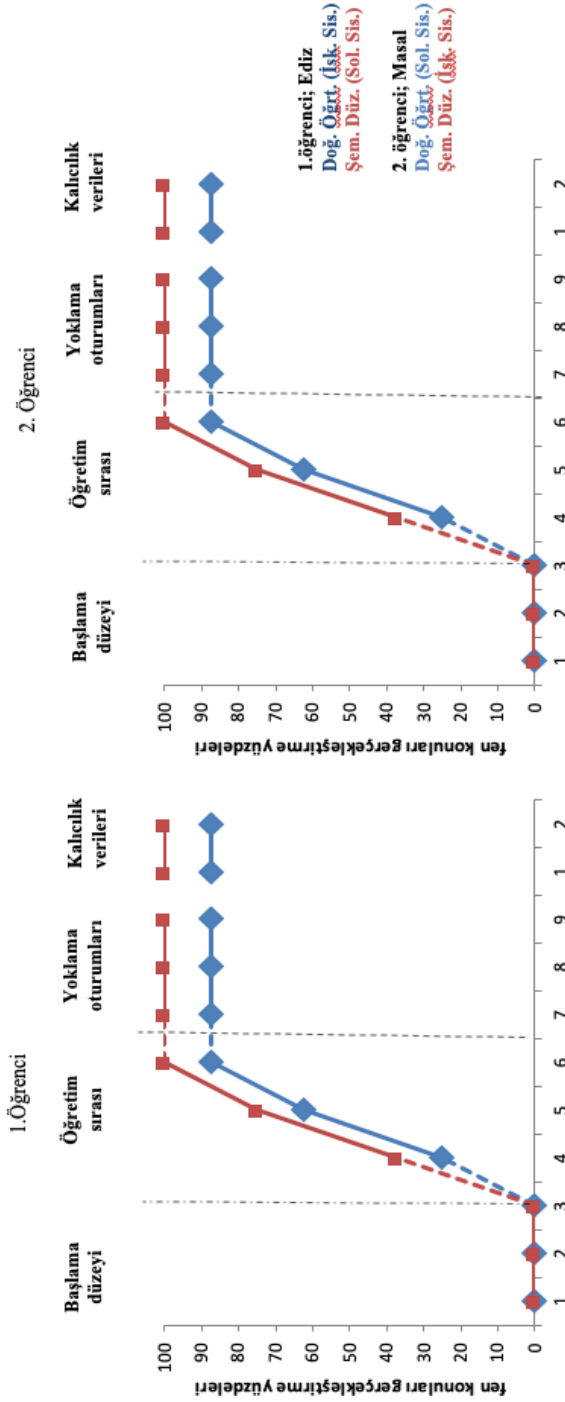 1.Öğrenci
Başlama
düzeyi
Öğretim
sırası
Yoklama
oturumları
Kalıcılık
verileri
fen konuları gerçekleştirme yüzdeleri
100
90
80
70
60
50
40
30
20
10
0
1 2 3 4 5 6 7 8 9 1 2
2. Öğrenci
Başlama
düzeyi
Öğretim
sırası
Yoklama
oturumları
Kalıcılık
verileri
fen konuları gerçekleştirme yüzdeleri
100
90
80
70
60
50
40
30
20
10
0
1 2 3 4 5 6 7 8 9 1 2
1.öğrenci; Ediz
Doğ. Öğrt. (İsk. Sis.)
Şem. Düz. (Sol. Sis.)
2. öğrenci; Masal
Doğ. Öğrt. (Sol. Sis)
Şem. Düz. (İsk. Sis)